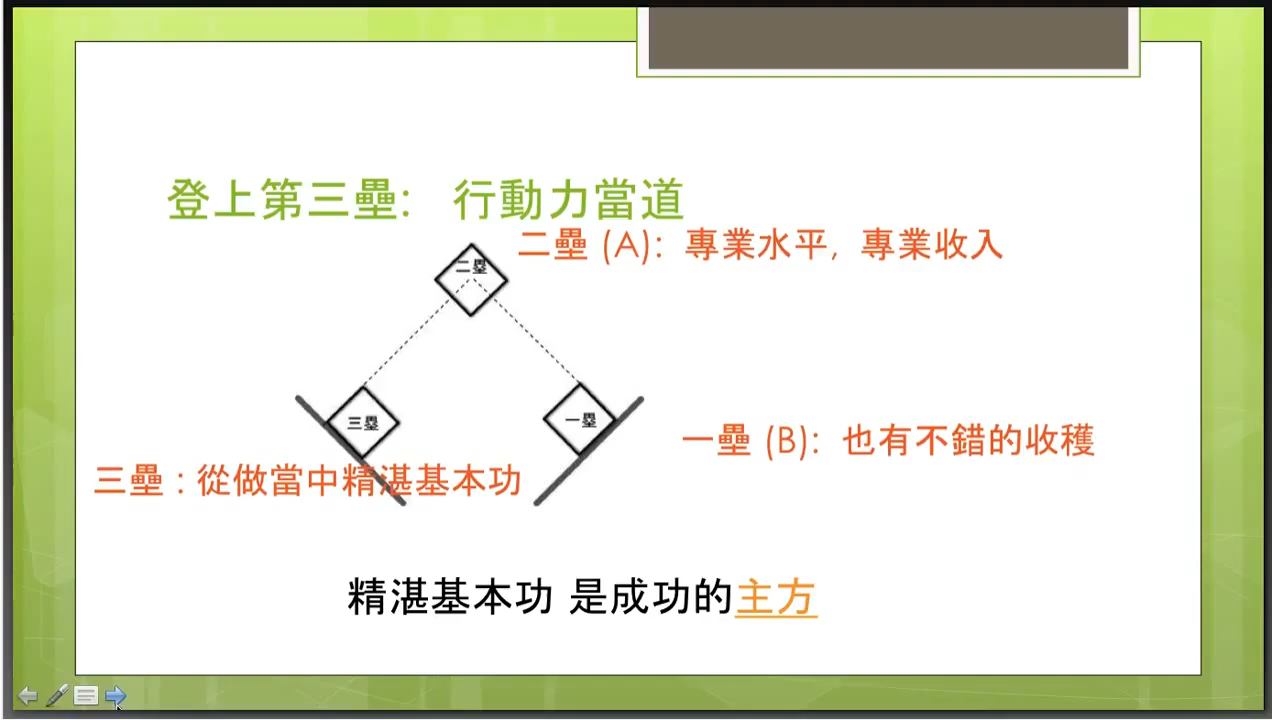 登上第三壘: 行動力當道
二壘 (A): 專業水平, 專業收入
二壘
三壘
一壘
一壘 (B): 也有不錯的收穫
三壘 : 從做當中精湛基本功
精湛基本功 是成功的主方